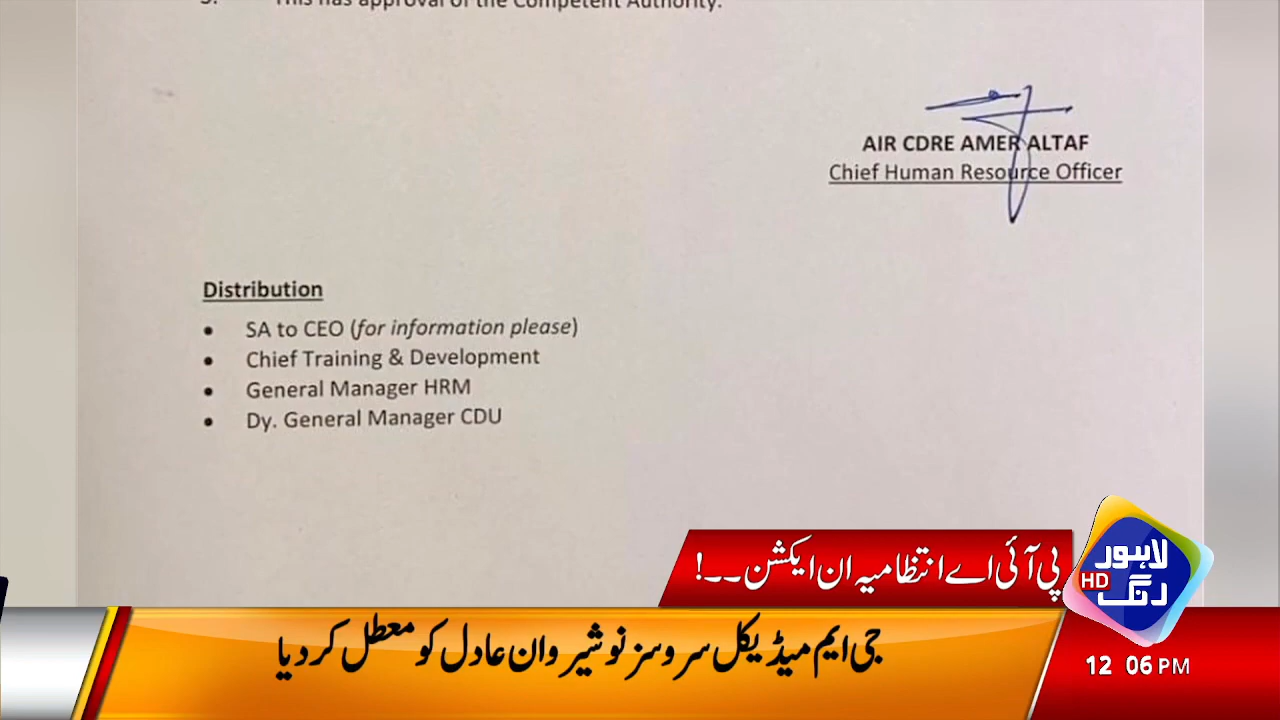 3. This has approval of the Competent Authority.
AIR CDRE AMER ALTAF
Chief Human Resource Officer
Distribution
• SA to CEO (for information please)
• Chief Training & Development
• General Manager HRM
• Dy. General Manager CDU
پی آئی اے انتظامیہ ان ایکشن ۔۔!
لاہور
HD
رنگ
جی ایم میڈیکل سروسز نوشیروان عادل کو معطل کر دیا
12 06 PM